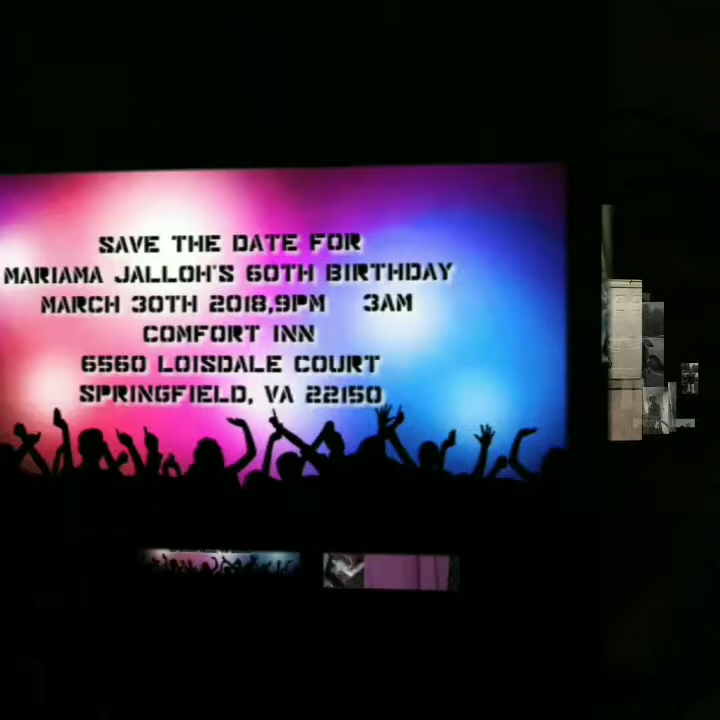 SAVE THE DATE FOR
MARIAMA JALLOH'S 60TH BIRTHDAY
MARCH 30TH 2018,9PM 3AM
COMFORT INN
6560 LOISDALE COURT
SPRINGFIELD, VA 22150